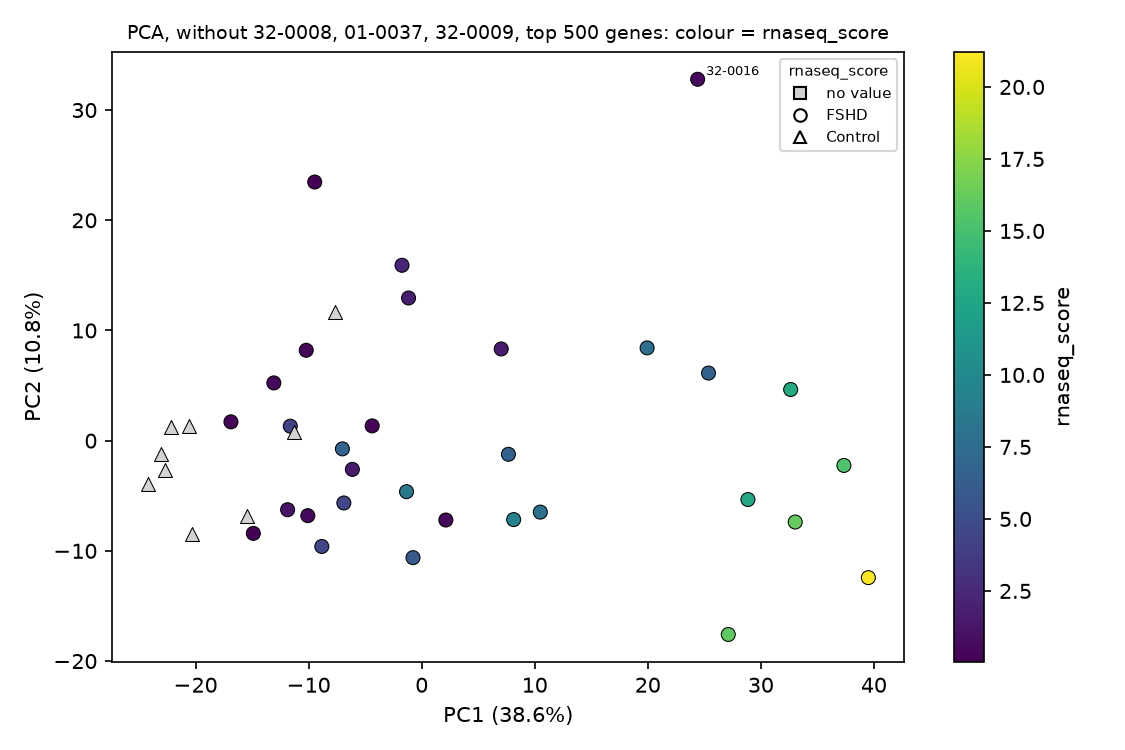 PCA, without 32-0008, 01-0037, 32-0009, top 500 genes: colour = rnaseq_score
32-0016
rnaseq_score
no value
FSHD
Control
30
20
10
0
−10
−20
PC2 (10.8%)
−20
−10
0
10
20
30
40
PC1 (38.6%)
20.0
17.5
15.0
12.5
10.0
7.5
5.0
2.5
rnaseq_score